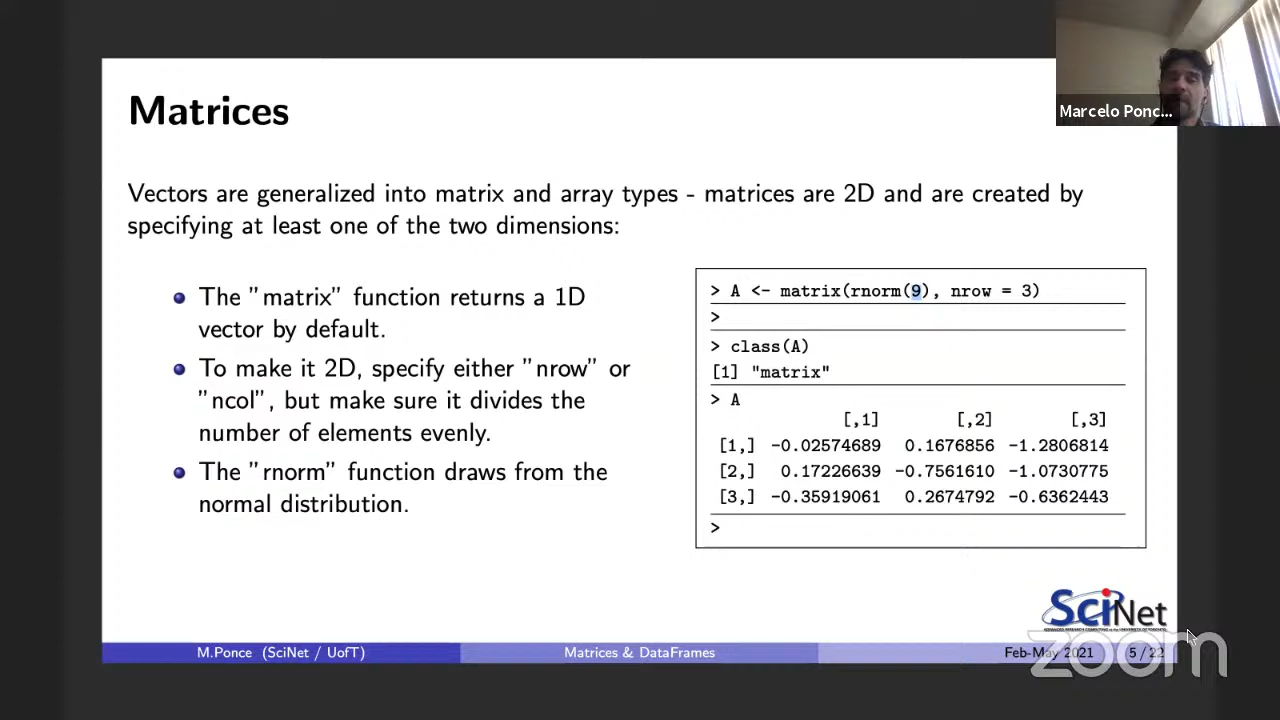 Marcelo Ponc...
Matrices
Vectors are generalized into matrix and array types - matrices are 2D and are created by
specifying at least one of the two dimensions:
The "matrix" function returns a 1D
vector by default.
To make it 2D, specify either "nrow" or
"ncol", but make sure it divides the
number of elements evenly.
The "rnorm" function draws from the
normal distribution.
> A <- matrix(rnorm(9), nrow = 3)
>
> class(A)
[1] "matrix"
> A
[,1] [,2] [,3]
[1,] -0.02574689 0.1676856 -1.2806814
[2,] 0.17226639 -0.7561610 -1.0730775
[3,] -0.35919061 0.2674792 -0.6362443
>
SciNet
M.Ponce (SciNet / UofT) Matrices & DataFrames Feb-May 2021 5 / 22
zoom